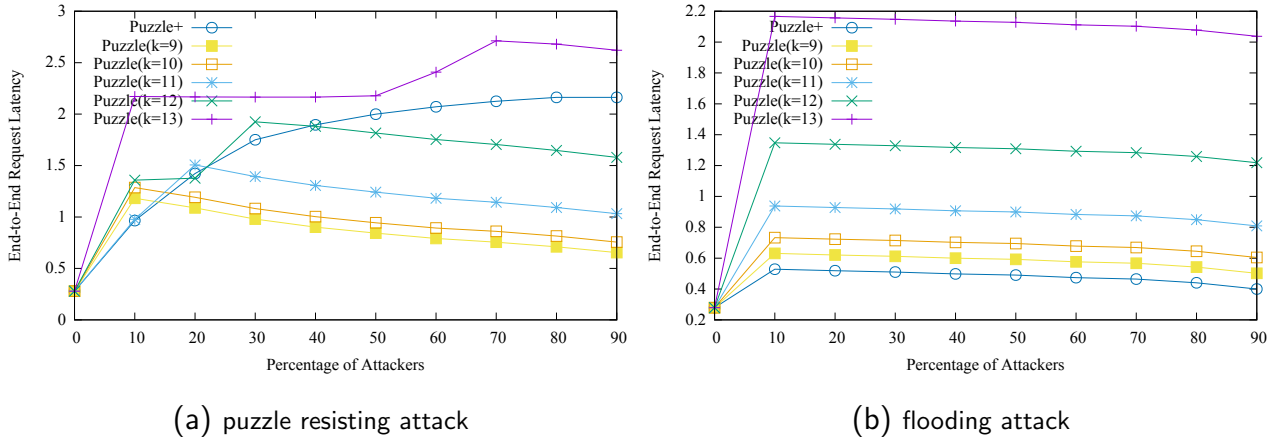 3
2.5
2
1.5
1
0.5
0
End-to-End Request Latency
Puzzle+
Puzzle(k=9)
Puzzle(k=10)
Puzzle(k=11)
Puzzle(k=12)
Puzzle(k=13)
0 10 20 30 40 50 60 70 80 90
Percentage of Attackers
(a) puzzle resisting attack
2.2
2
1.8
1.6
1.4
1.2
1
0.8
0.6
0.4
0.2
End-to-End Request Latency
Puzzle+
Puzzle(k=9)
Puzzle(k=10)
Puzzle(k=11)
Puzzle(k=12)
Puzzle(k=13)
0 10 20 30 40 50 60 70 80 90
Percentage of Attackers
(b) flooding attack